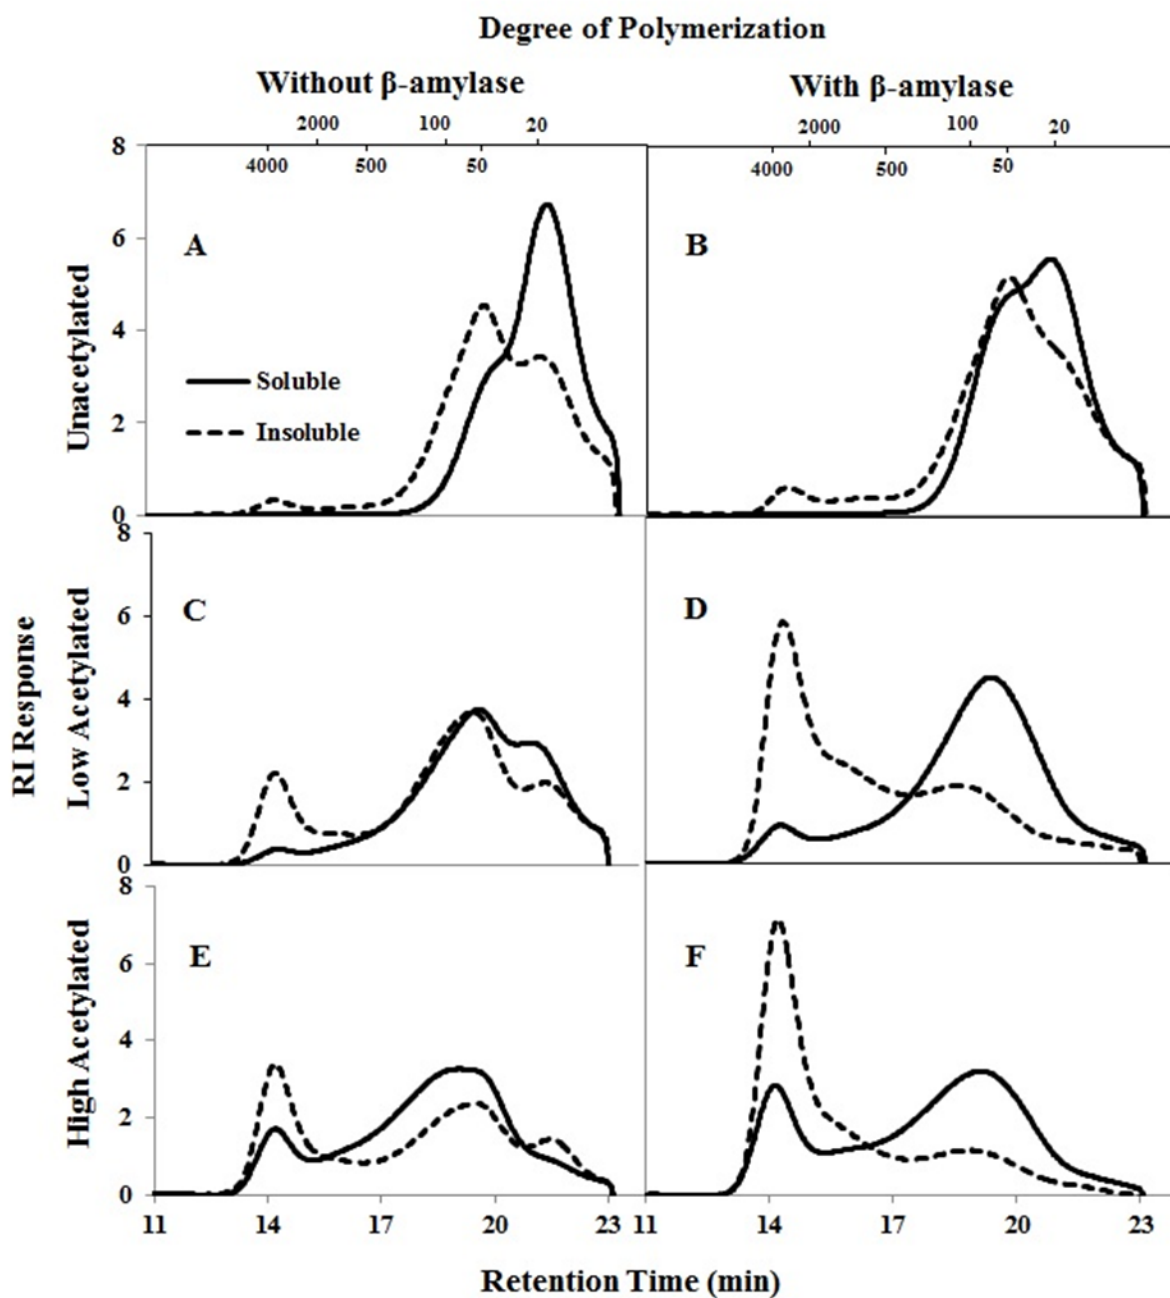 Degree of Polymerization
Without β-amylase
With β-amylase
2000 100 20
2000 100 20
4000 500 50
4000 500 50
8
6
4
2
0
Unacetylated
A
B
Soluble
Insoluble
RI Response
8
6
4
2
0
Low Acetylated
C
D
8
6
4
2
0
High Acetylated
E
F
11 14 17 20 23
11 14 17 20 23
Retention Time (min)